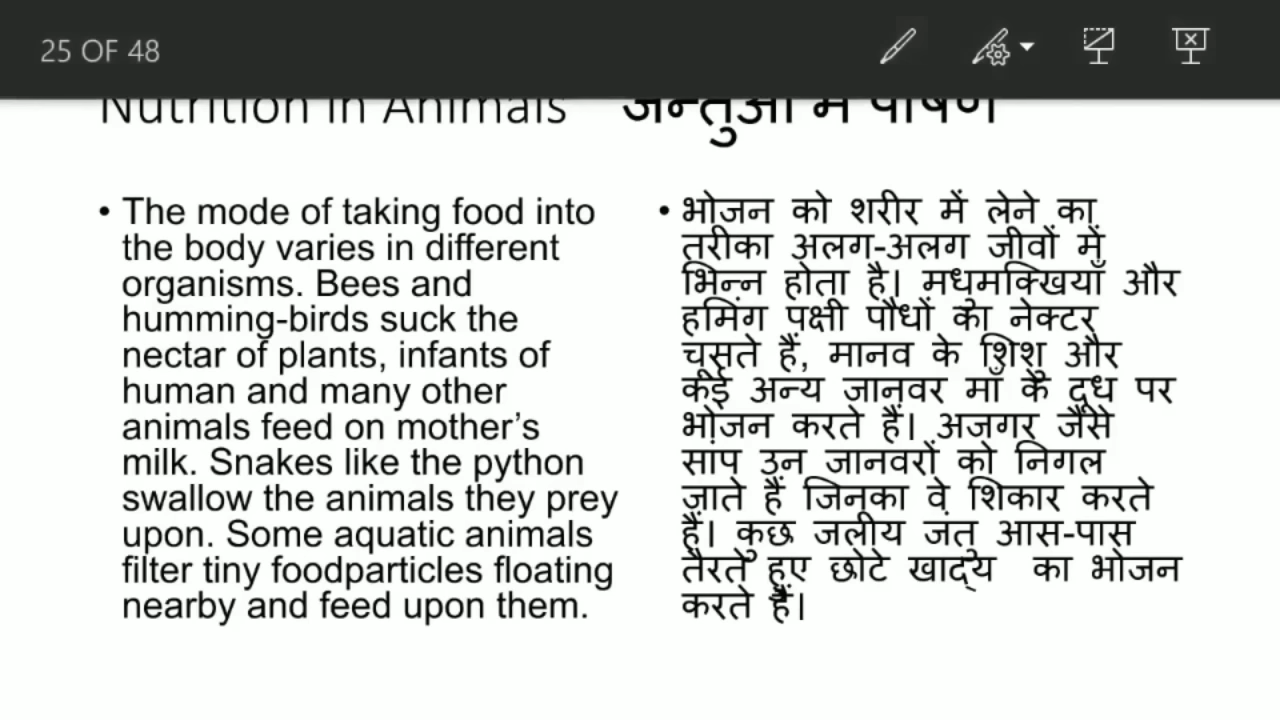 25 OF 48
Nutrition in Animals जन्तुओं में पोषण
• The mode of taking food into
the body varies in different
organisms. Bees and
humming-birds suck the
nectar of plants, infants of
human and many other
animals feed on mother’s
milk. Snakes like the python
swallow the animals they prey
upon. Some aquatic animals
filter tiny foodparticles floating
nearby and feed upon them.
• भोजन को शरीर में लेने का
तरीका अलग-अलग जीवों में
भिन्न होता है। मधुमक्खियाँ और
हमिंग पक्षी पौधों का नेक्टर
चूसते हैं, मानव के शिशु और
कई अन्य जानवर माँ के दूध पर
भोजन करते हैं। अजगर जैसे
सांप उन जानवरों को निगल
जाते हैं जिनका वे शिकार करते
हैं। कुछ जलीय जंतु आस-पास
तैरते हुए छोटे खाद्य का भोजन
करते हैं।